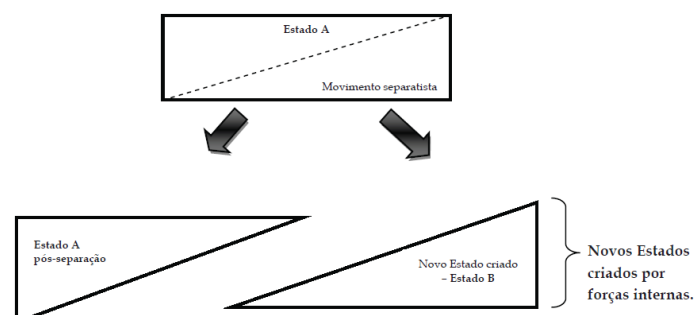 Estado A
Movimento separatista
Estado A
pós-separação
Novo Estado criado
– Estado B
Novos Estados
criados por
forças internas.